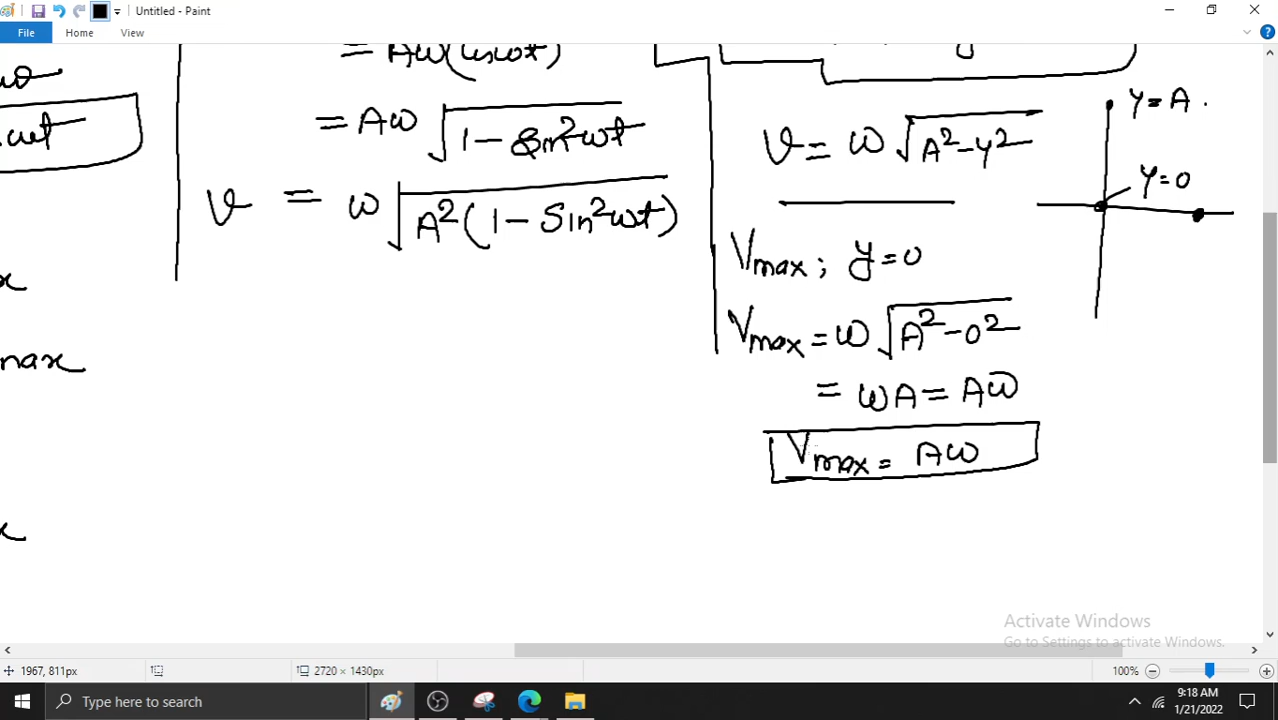 Untitled - Paint
File Home View
= Aω(cosωt)
= Aω √1 - Sin²ωt
v = ω √A²(1 - Sin²ωt)
ωt
max
v = ω √A² - y²
y = A
y = 0
Vmax ; y = 0
Vmax = ω √A² - 0²
= ωA = Aω
Vmax = Aω
Activate Windows
Go to Settings to activate Windows.
1967, 811px
2720 × 1430px
100%
Type here to search
9:18 AM
1/21/2022